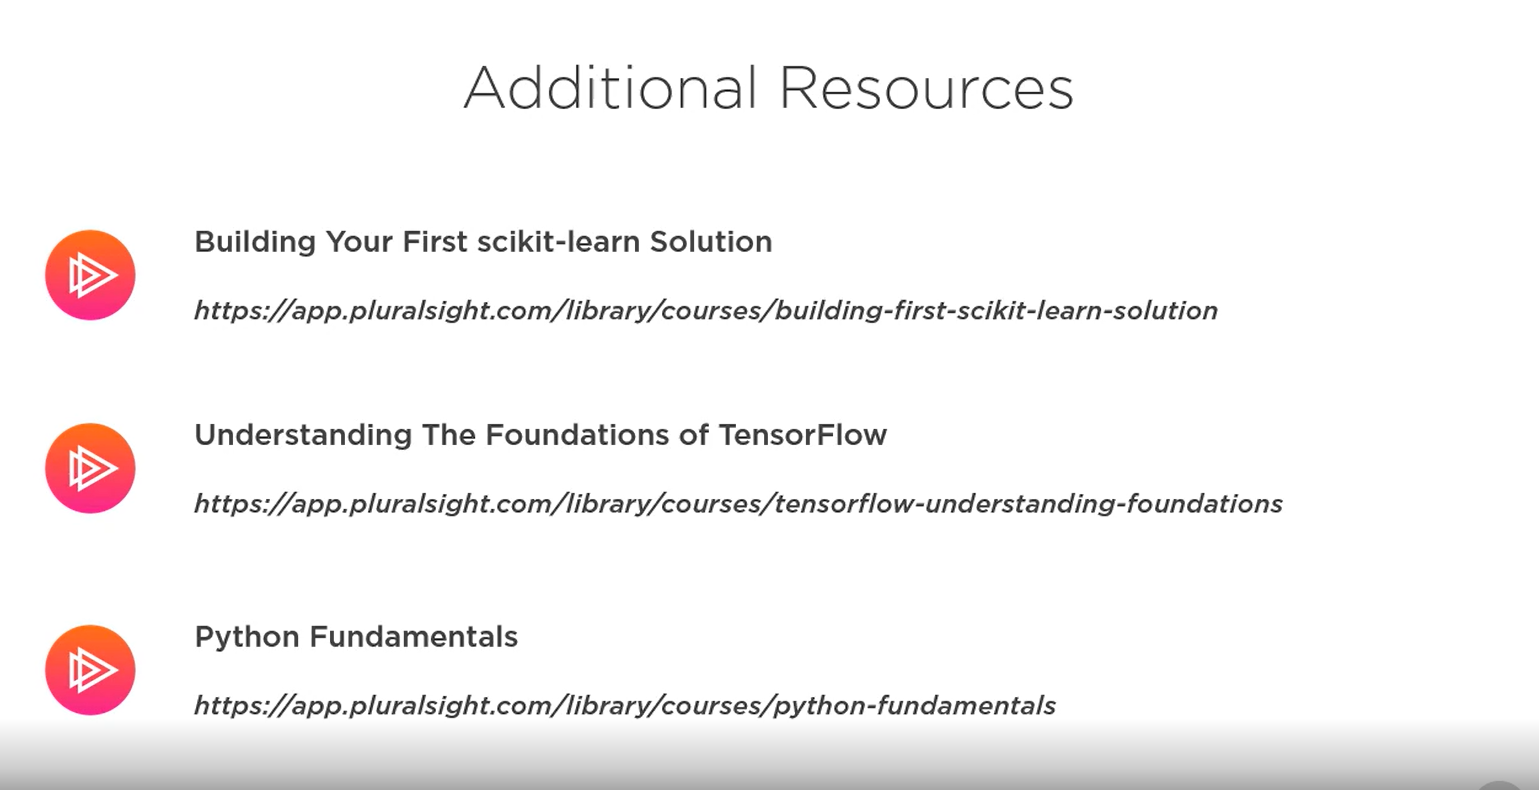 Additional Resources
Building Your First scikit-learn Solution
https://app.pluralsight.com/library/courses/building-first-scikit-learn-solution
Understanding The Foundations of TensorFlow
https://app.pluralsight.com/library/courses/tensorflow-understanding-foundations
Python Fundamentals
https://app.pluralsight.com/library/courses/python-fundamentals